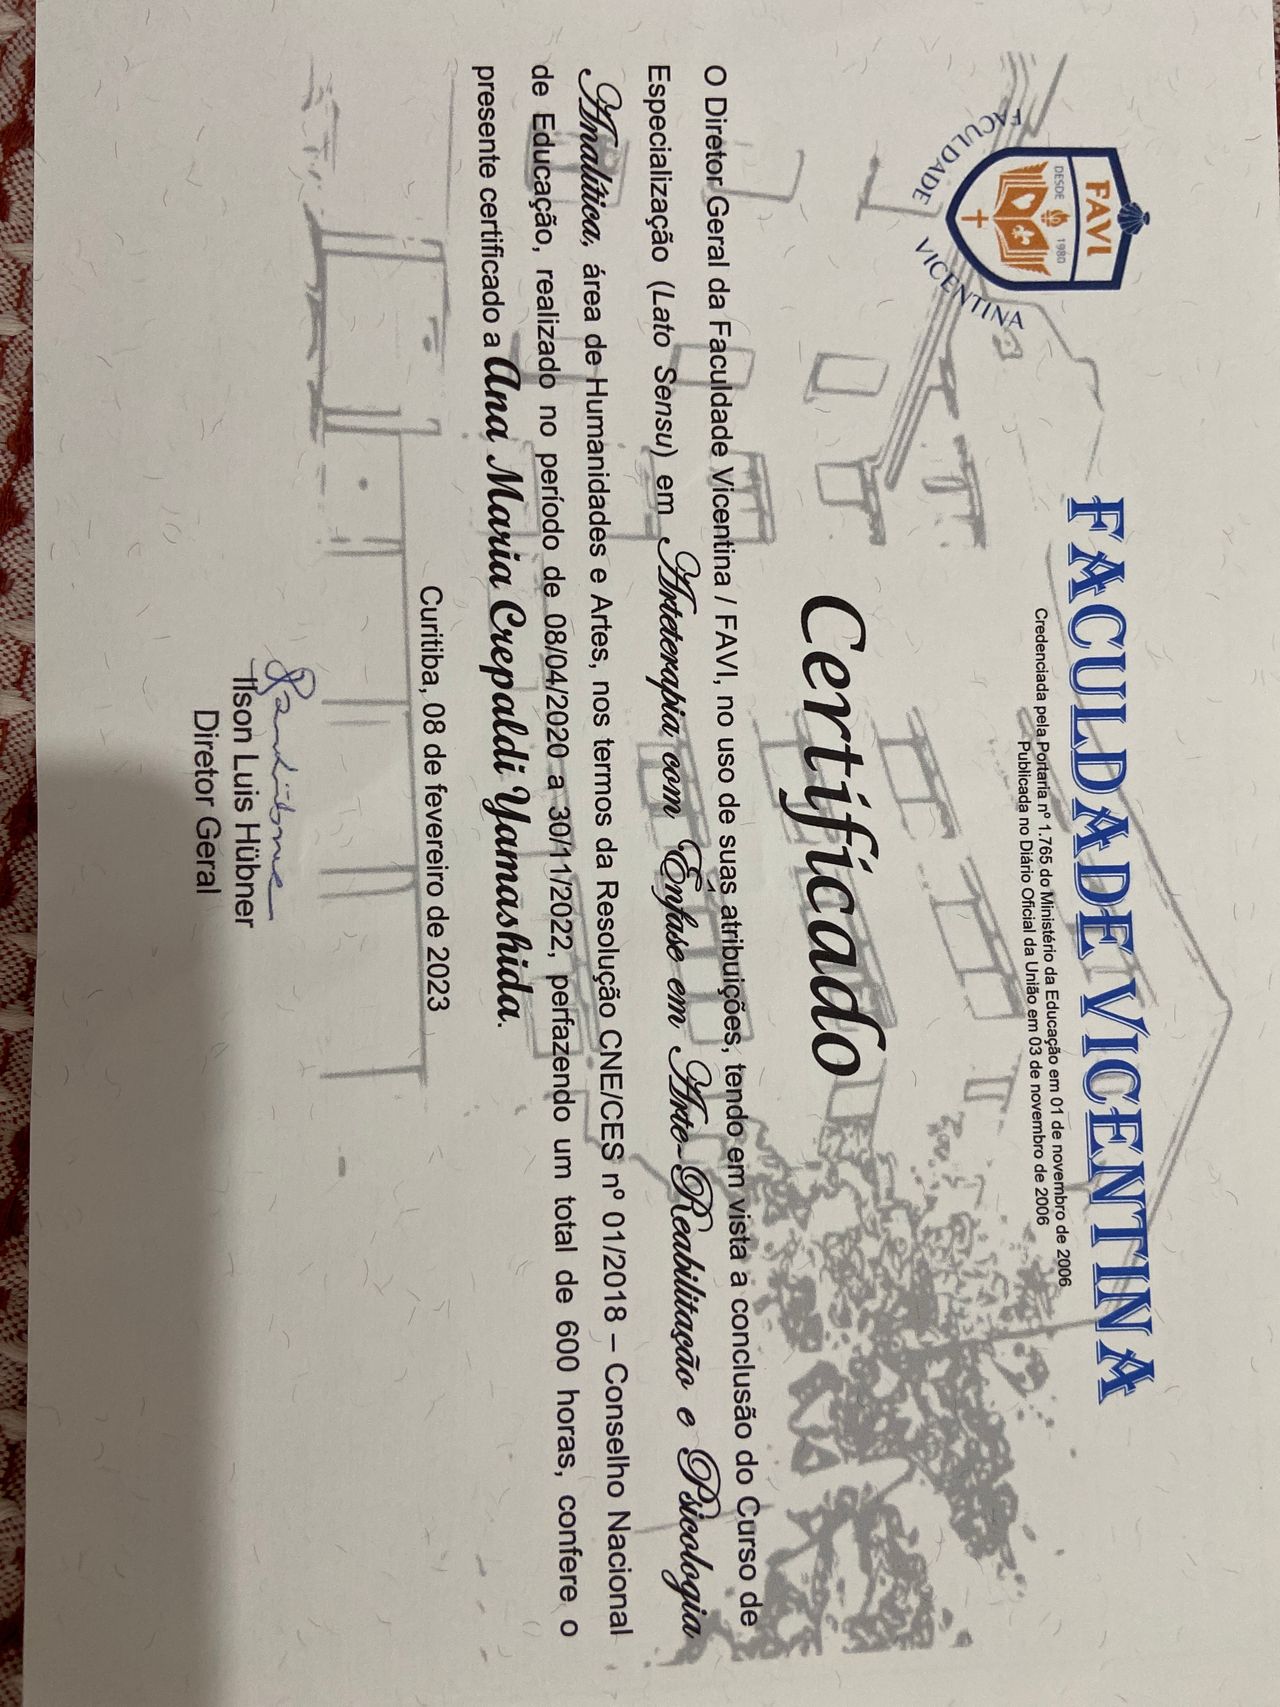 FAVI
DESDE 1980
FACULDADE VICENTINA
FACULDADE VICENTINA
Credenciada pela Portaria nº 1.765 do Ministério da Educação em 01 de novembro de 2006
Publicada no Diário Oficial da União em 03 de novembro de 2006
Certificado
O Diretor Geral da Faculdade Vicentina / FAVI, no uso de suas atribuições, tendo em vista a conclusão do Curso de
Especialização (Lato Sensu) em Arteterapia com Ênfase em Arte-Reabilitação e Psicologia
Analítica, área de Humanidades e Artes, nos termos da Resolução CNE/CES nº 01/2018 – Conselho Nacional
de Educação, realizado no período de 08/04/2020 a 30/11/2022, perfazendo um total de 600 horas, confere o
presente certificado a Ana Maria Crepaldi Yamashida.
Curitiba, 08 de fevereiro de 2023
Ilson Luis Hübner
Diretor Geral